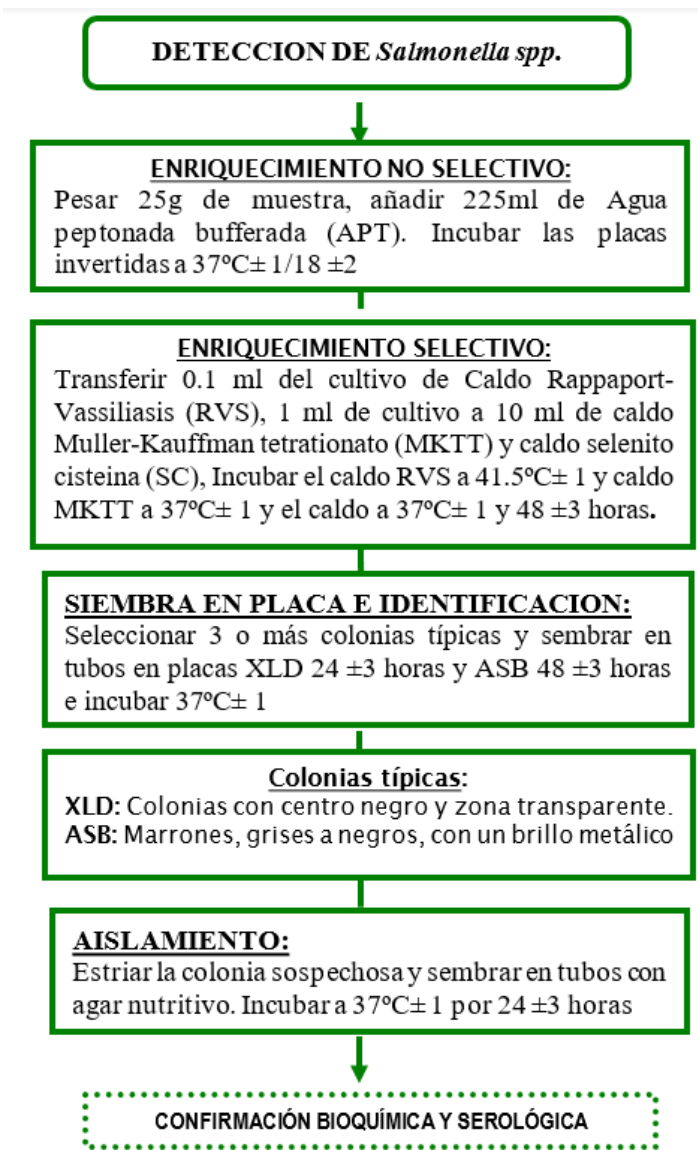 DETECCION DE Salmonella spp.
ENRIQUECIMIENTO NO SELECTIVO:
Pesar 25g de muestra, añadir 225ml de Agua
peptonada bufferada (APT). Incubar las placas
invertidas a 37ºC± 1/18 ±2
ENRIQUECIMIENTO SELECTIVO:
Transferir 0.1 ml del cultivo de Caldo Rappaport-
Vassiliasis (RVS), 1 ml de cultivo a 10 ml de caldo
Muller-Kauffman tetrationato (MKTT) y caldo selenito
cisteina (SC), Incubar el caldo RVS a 41.5ºC± 1 y caldo
MKTT a 37ºC± 1 y el caldo a 37ºC± 1 y 48 ±3 horas.
SIEMBRA EN PLACA E IDENTIFICACION:
Seleccionar 3 o más colonias típicas y sembrar en
tubos en placas XLD 24 ±3 horas y ASB 48 ±3 horas
e incubar 37ºC± 1
Colonias típicas:
XLD: Colonias con centro negro y zona transparente.
ASB: Marrones, grises a negros, con un brillo metálico
AISLAMIENTO:
Estriar la colonia sospechosa y sembrar en tubos con
agar nutritivo. Incubar a 37ºC± 1 por 24 ±3 horas
CONFIRMACIÓN BIOQUÍMICA Y SEROLÓGICA